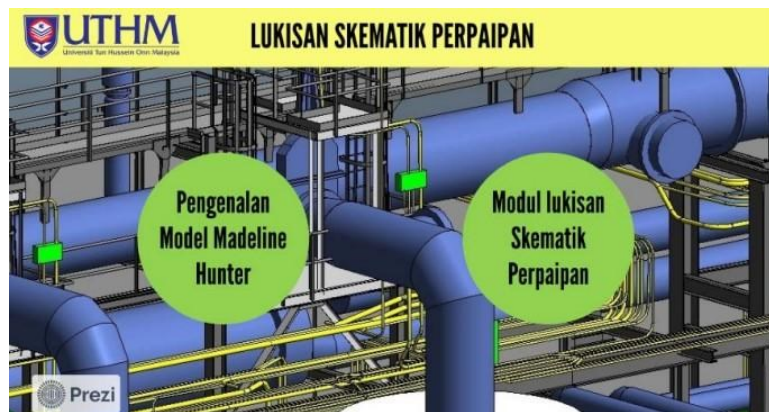 UTHM
Universiti Tun Hussein Onn Malaysia
LUKISAN SKEMATIK PERPAIPAN
Pengenalan
Model Madeline
Hunter
Modul lukisan
Skematik
Perpaipan
Prezi